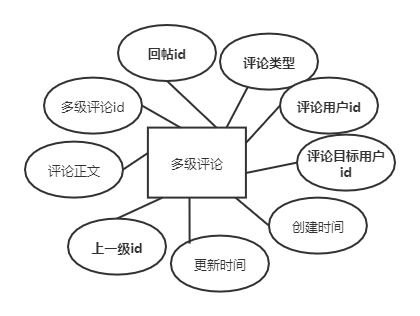 回帖id
评论类型
多级评论id
评论用户id
评论目标用户
id
多级评论
评论正文
创建时间
上一级id
更新时间